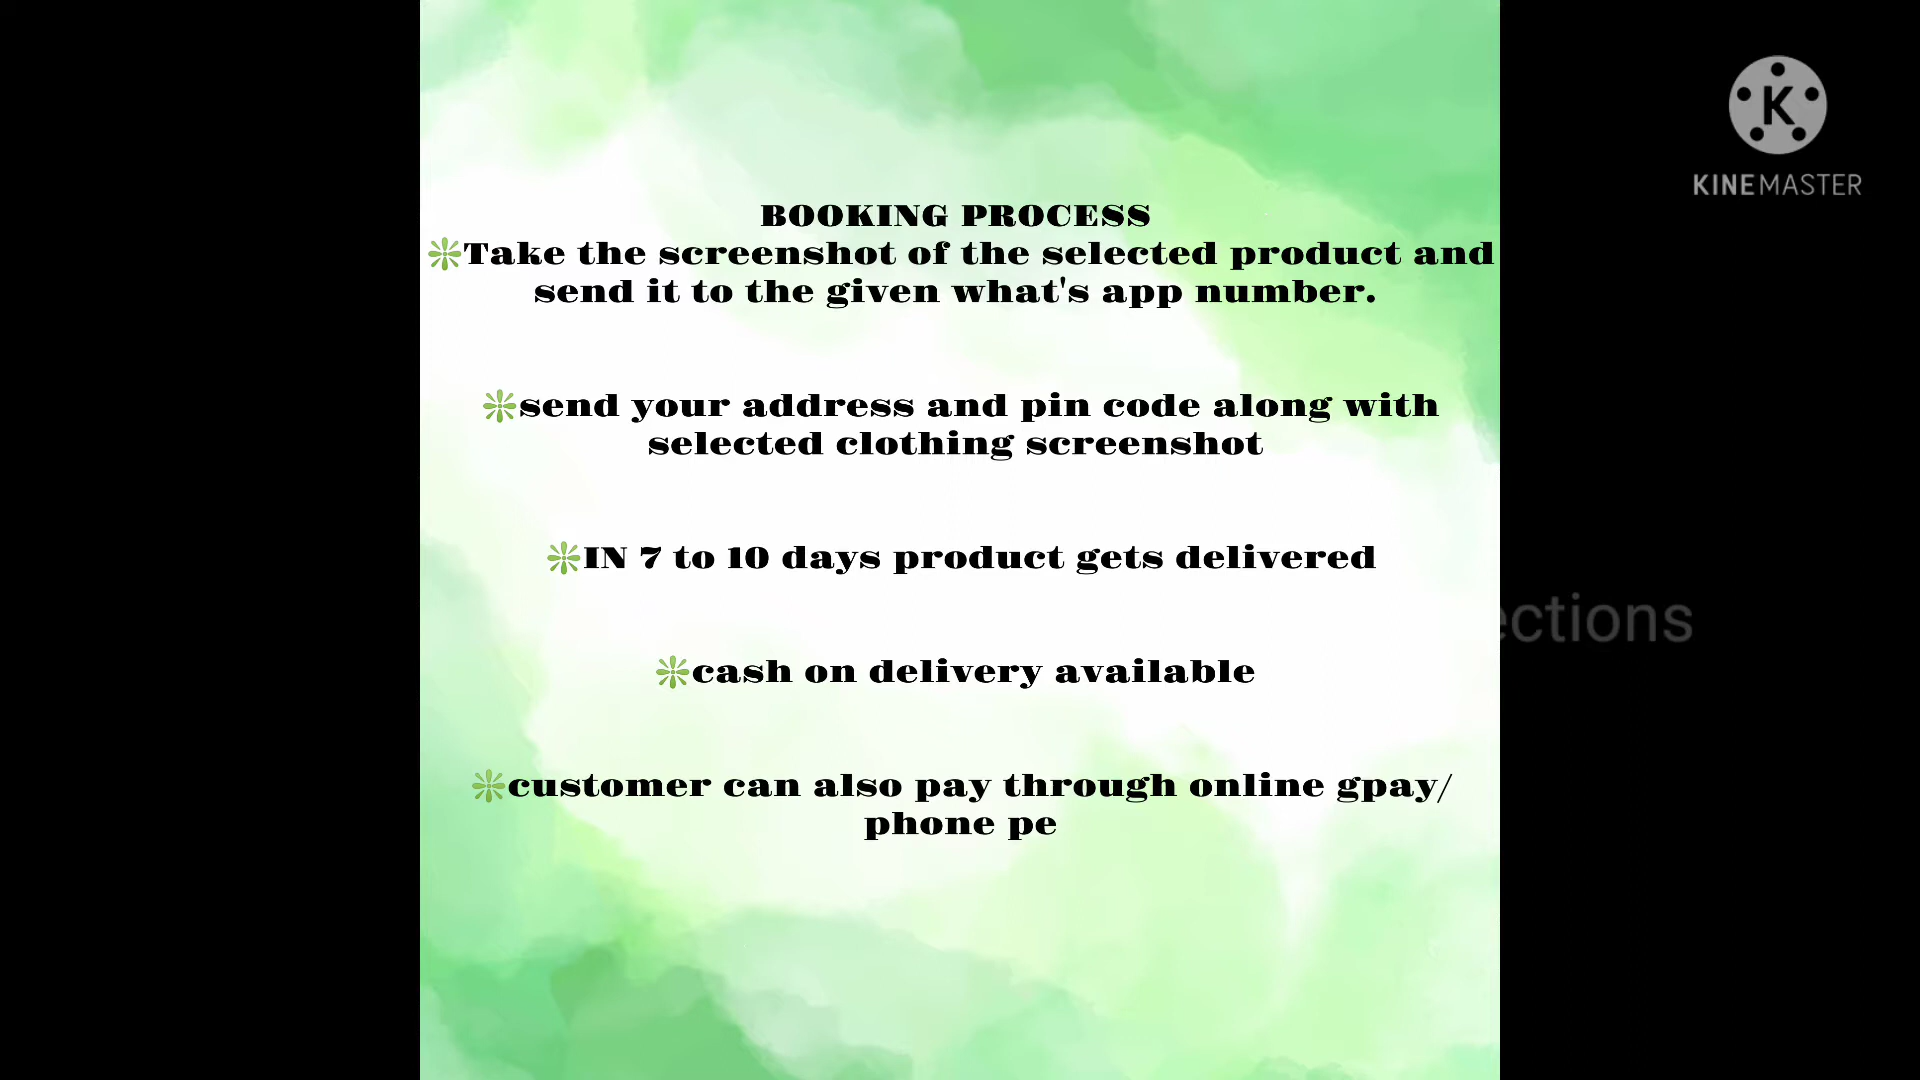 BOOKING PROCESS
❇Take the screenshot of the selected product and
send it to the given what's app number.
❇send your address and pin code along with
selected clothing screenshot
❇IN 7 to 10 days product gets delivered
❇cash on delivery available
❇customer can also pay through online gpay/
phone pe
K
KINEMASTER